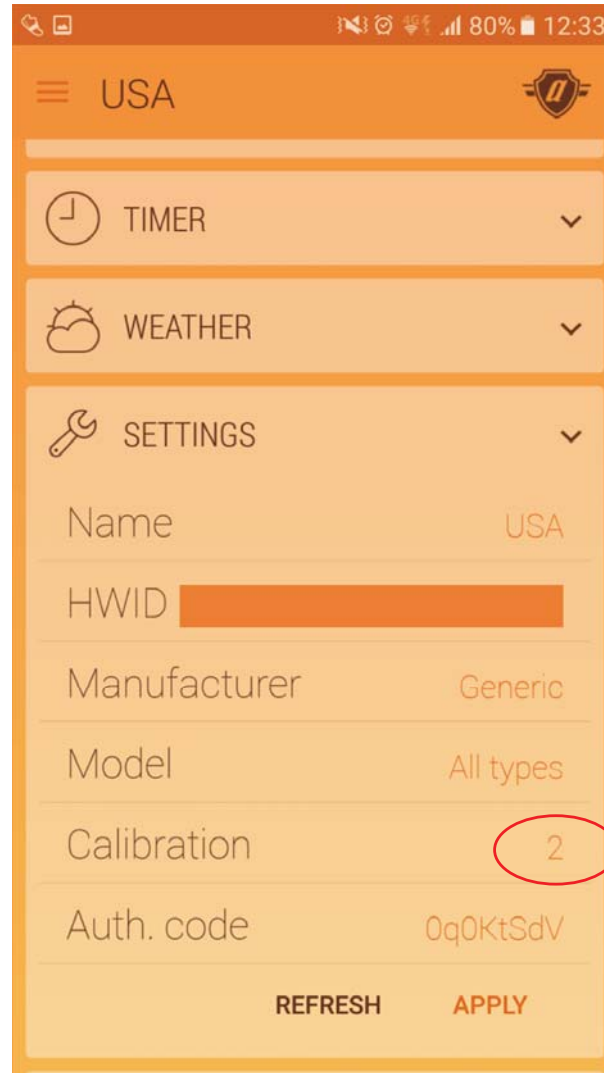 80% 12:33
USA
a
TIMER
WEATHER
SETTINGS
Name USA
HWID
Manufacturer Generic
Model All types
Calibration 2
Auth. code 0q0KtSdV
REFRESH APPLY